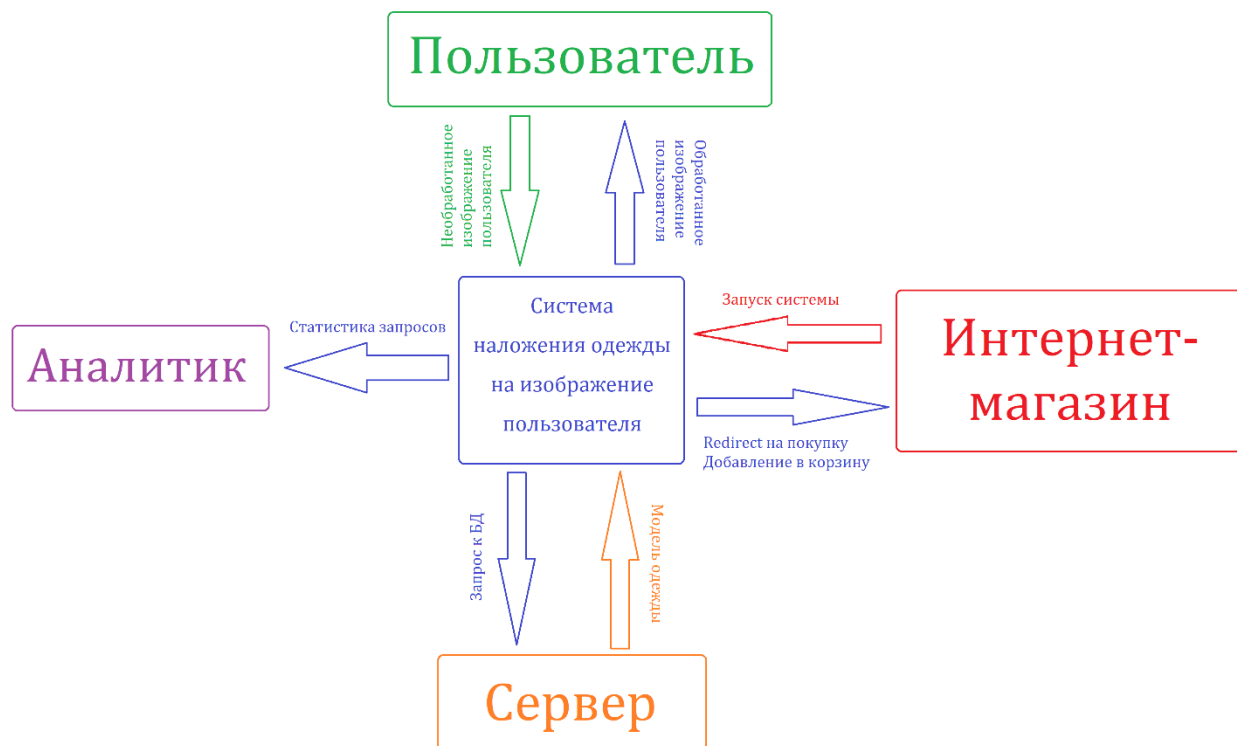 Пользователь
Необработанное
изображение
пользователя
Обработанное
изображение
пользователя
Аналитик
Статистика запросов
Система
наложения одежды
на изображение
пользователя
Запуск системы
Redirect на покупку
Добавление в корзину
Интернет-
магазин
Запрос к БД
Модель одежды
Сервер